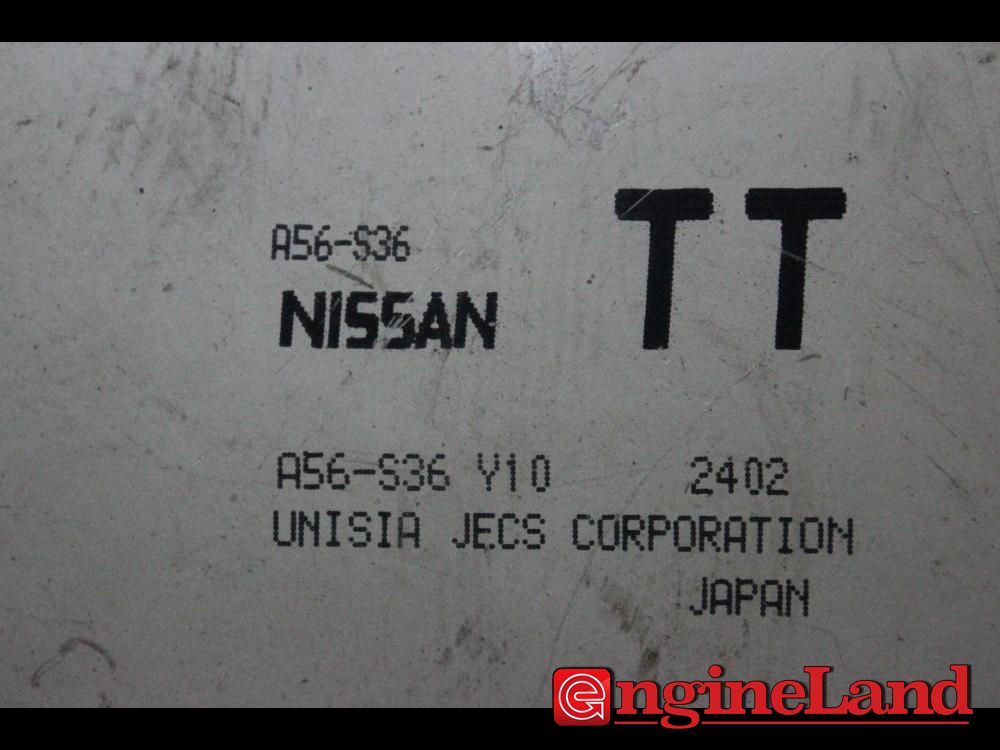 A56-S36
NISSAN
TT
A56-S36 Y10 2402
UNISIA JECS CORPORATION
JAPAN
engineLand